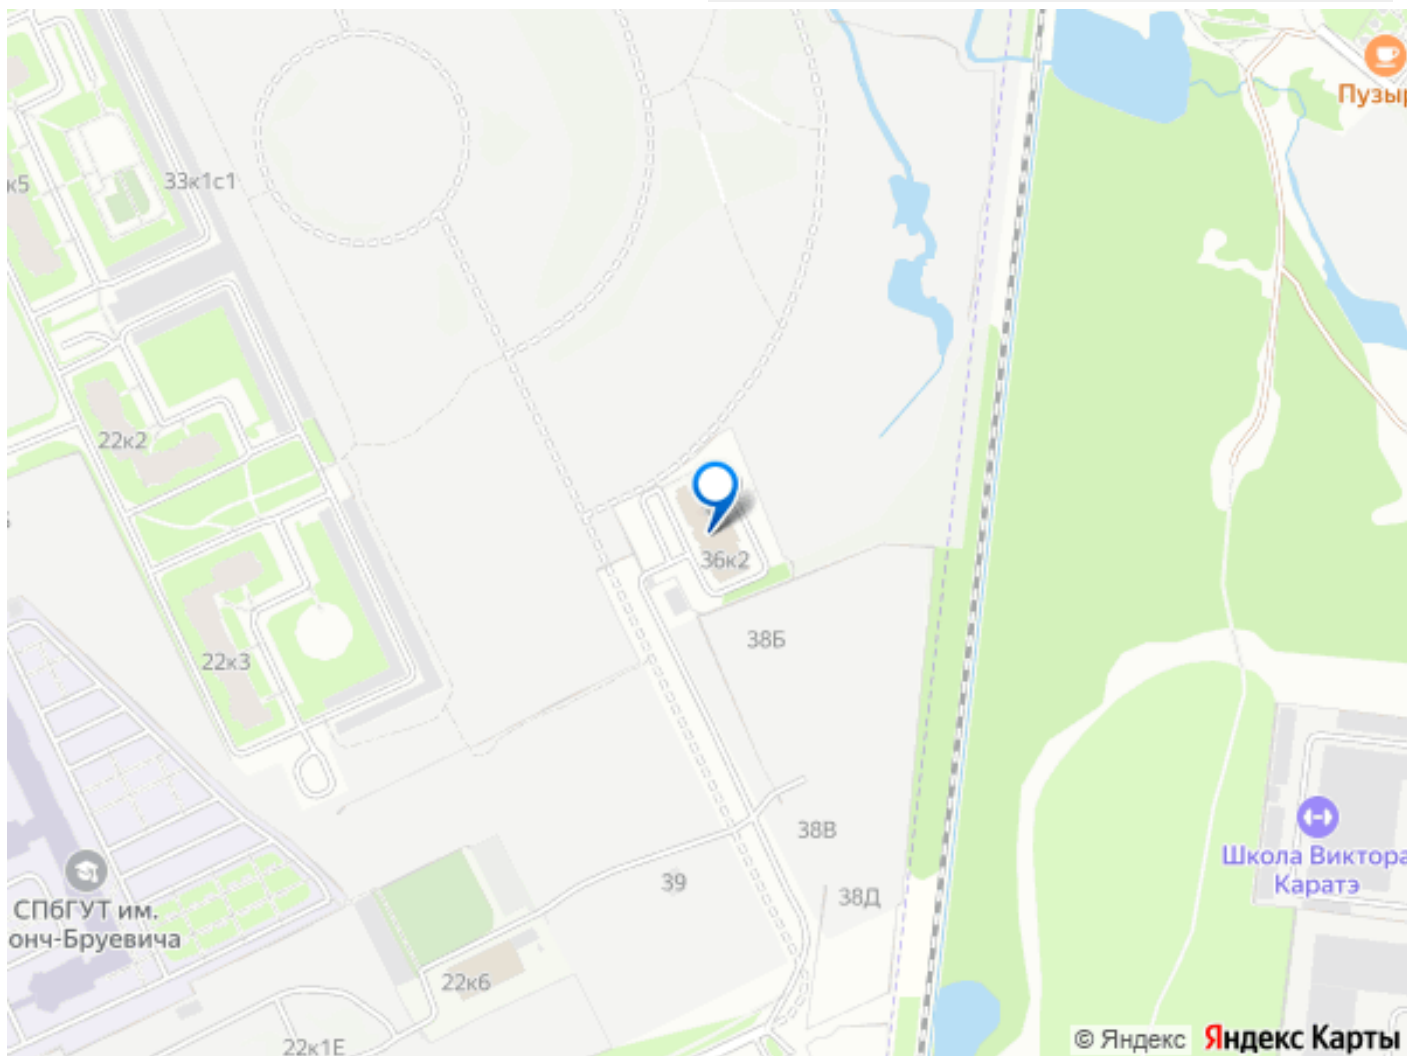 Пузыр
к5
33к1с1
22к2
36к2
38Б
22к3
38В
Школа Виктора
Каратэ
39
38Д
СПбГУТ им.
онч-Бруевича
22к6
22к1Е
© Яндекс Яндекс Карты